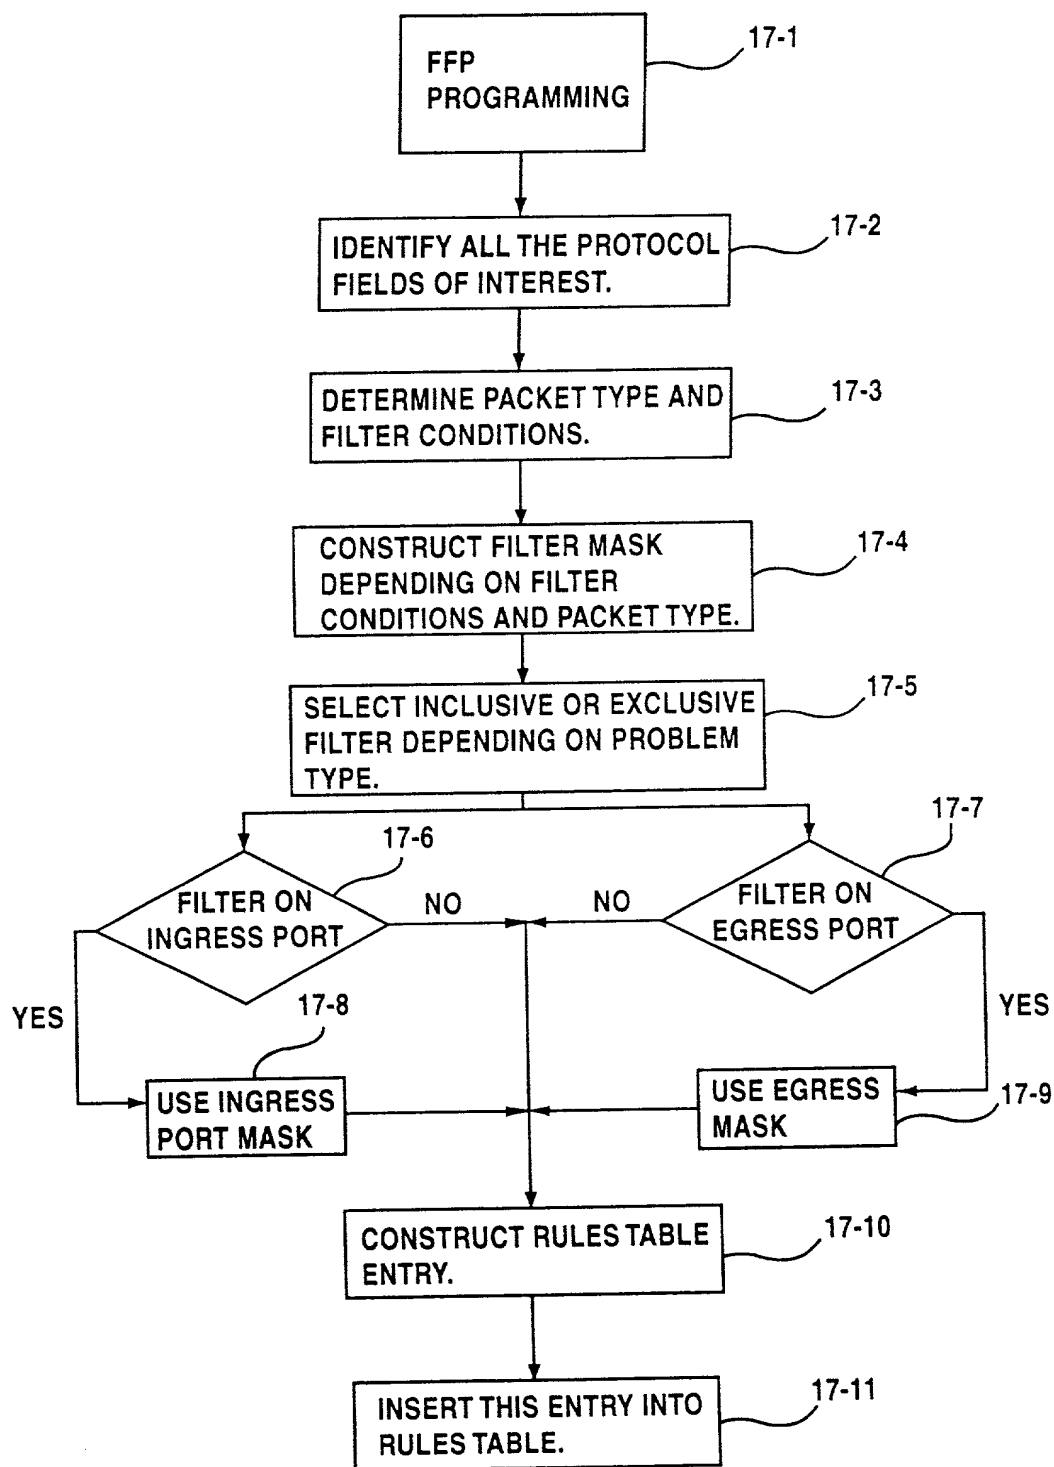 FFP
PROGRAMMING
17-1
IDENTIFY ALL THE PROTOCOL
FIELDS OF INTEREST.
17-2
DETERMINE PACKET TYPE AND
FILTER CONDITIONS.
17-3
CONSTRUCT FILTER MASK
DEPENDING ON FILTER
CONDITIONS AND PACKET TYPE.
17-4
SELECT INCLUSIVE OR EXCLUSIVE
FILTER DEPENDING ON PROBLEM
TYPE.
17-5
FILTER ON
INGRESS PORT
17-6
NO
NO
FILTER ON
EGRESS PORT
17-7
YES
YES
USE INGRESS
PORT MASK
17-8
USE EGRESS
MASK
17-9
CONSTRUCT RULES TABLE
ENTRY.
17-10
INSERT THIS ENTRY INTO
RULES TABLE.
17-11